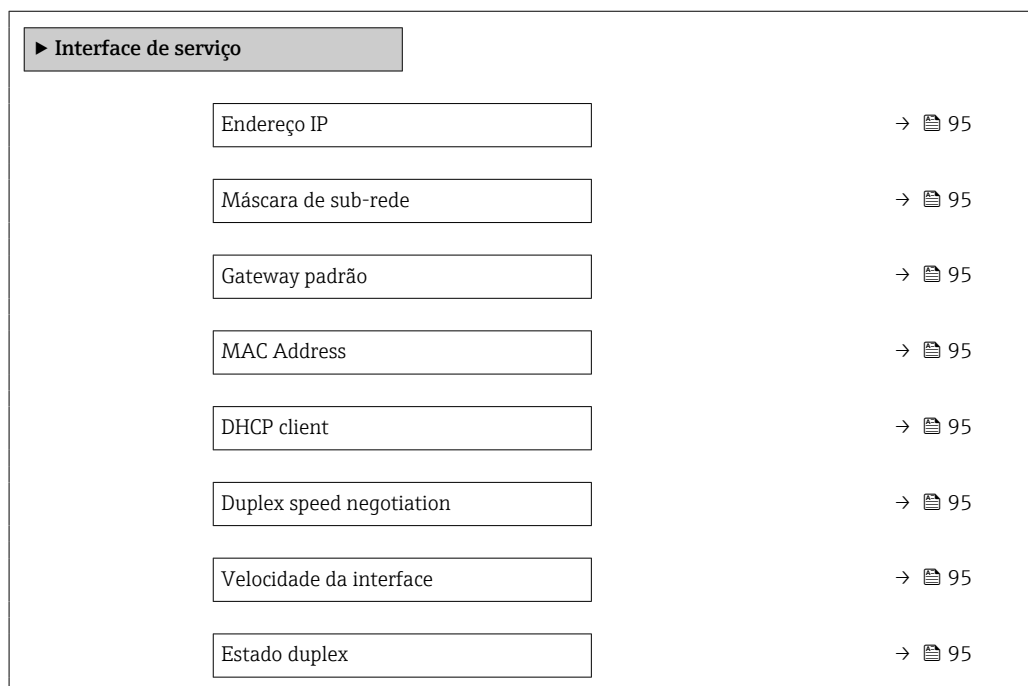 ▶ Interface de serviço
Endereço IP → 95
Máscara de sub-rede → 95
Gateway padrão → 95
MAC Address → 95
DHCP client → 95
Duplex speed negotiation → 95
Velocidade da interface → 95
Estado duplex → 95